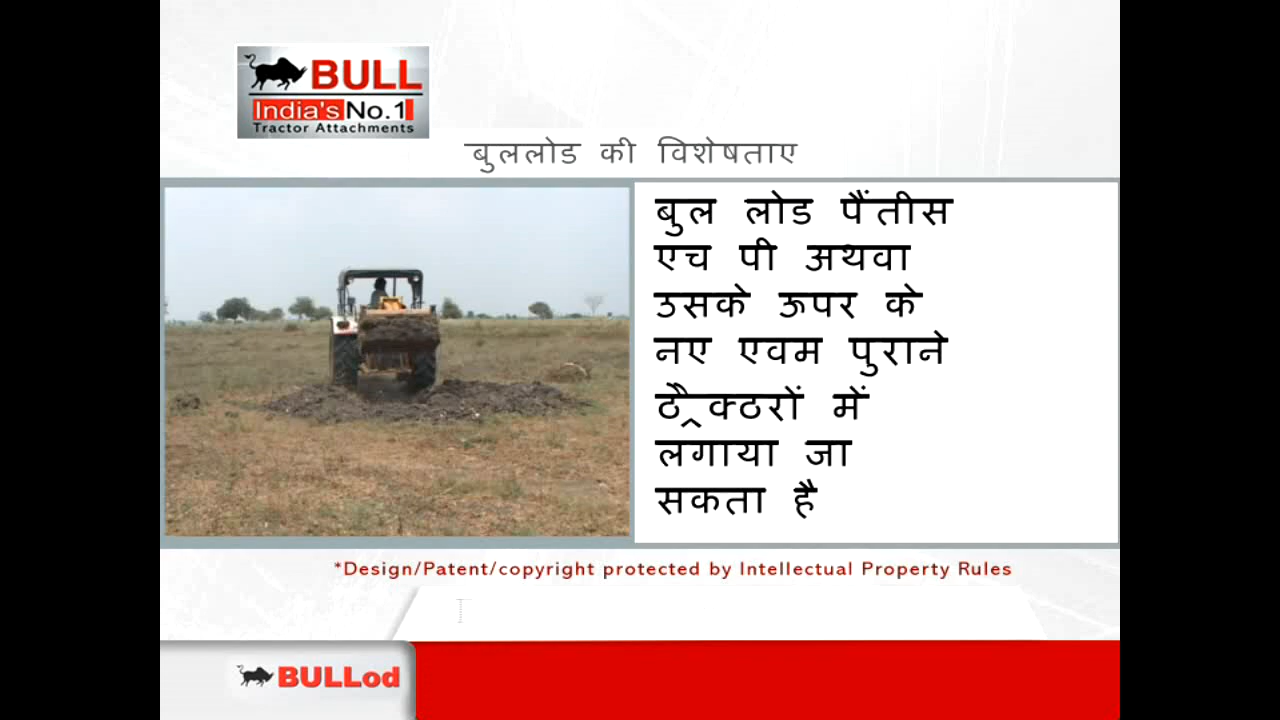 BULL
India's No.1
Tractor Attachments
बुललोड की विशेषताए
बुल लोड पैंतीस
एच पी अथवा
उसके ऊपर के
नए एवम पुराने
ट्रैक्टरों में
लगाया जा
सकता है
*Design/Patent/copyright protected by Intellectual Property Rules
T
BULLod